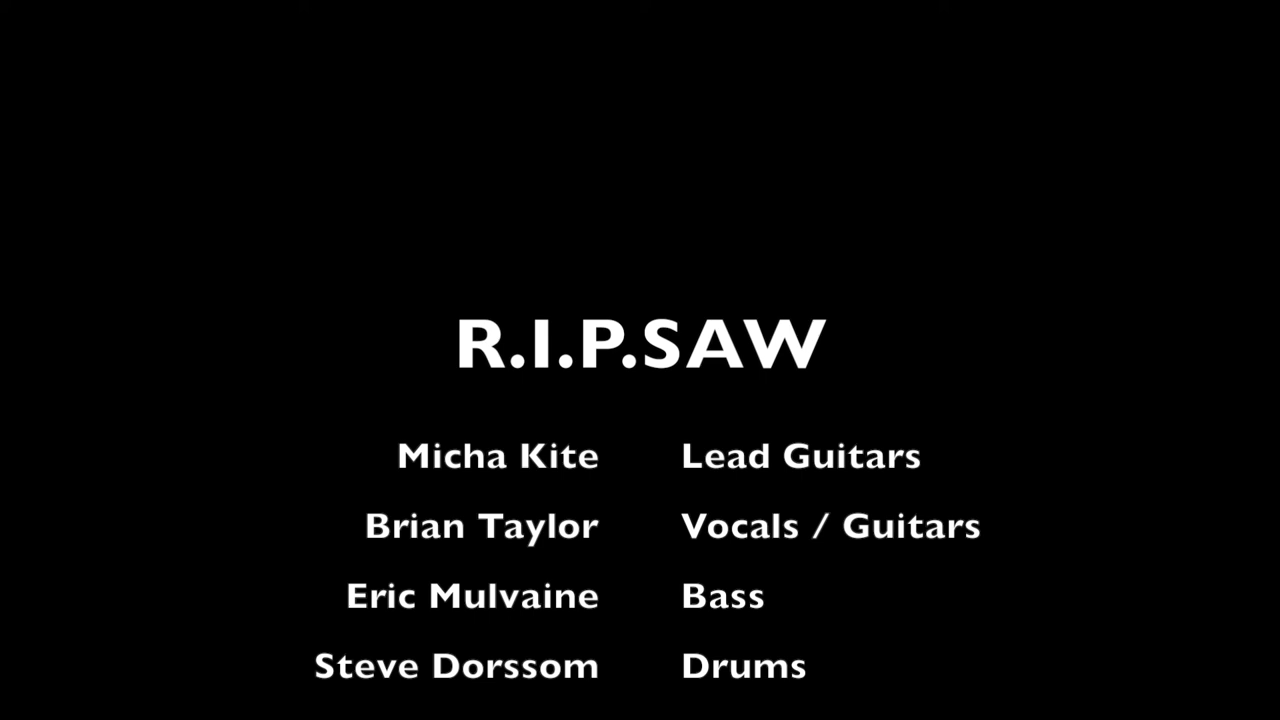 R.I.P.SAW
Micha Kite Lead Guitars
Brian Taylor Vocals / Guitars
Eric Mulvaine Bass
Steve Dorssom Drums